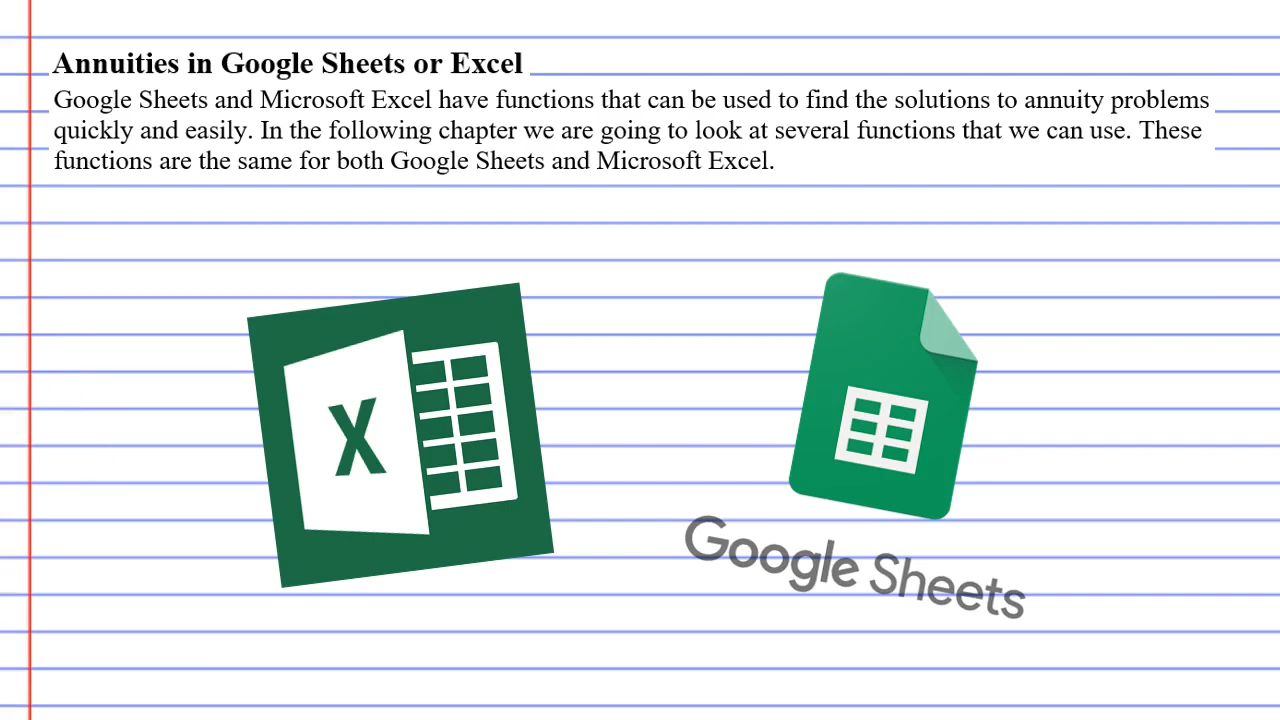 Annuities in Google Sheets or Excel
Google Sheets and Microsoft Excel have functions that can be used to find the solutions to annuity problems
quickly and easily. In the following chapter we are going to look at several functions that we can use. These
functions are the same for both Google Sheets and Microsoft Excel.
X
Google Sheets